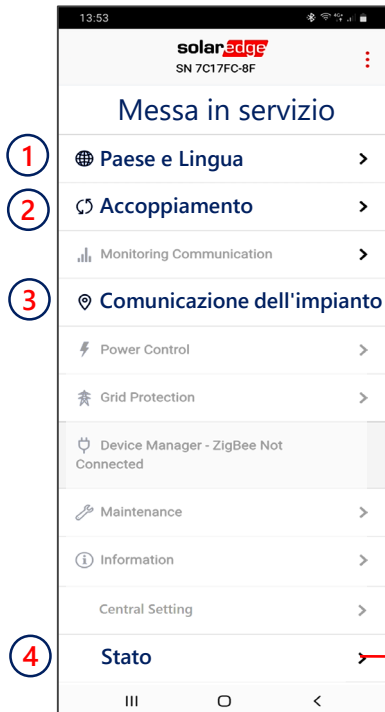 13:53
solaredge
SN 7C17FC-8F
Messa in servizio
1 Paese e Lingua
2 Accoppiamento
Monitoring Communication
3 Comunicazione dell'impianto
Power Control
Grid Protection
Device Manager - ZigBee Not
Connected
Maintenance
Information
Central Setting
4 Stato